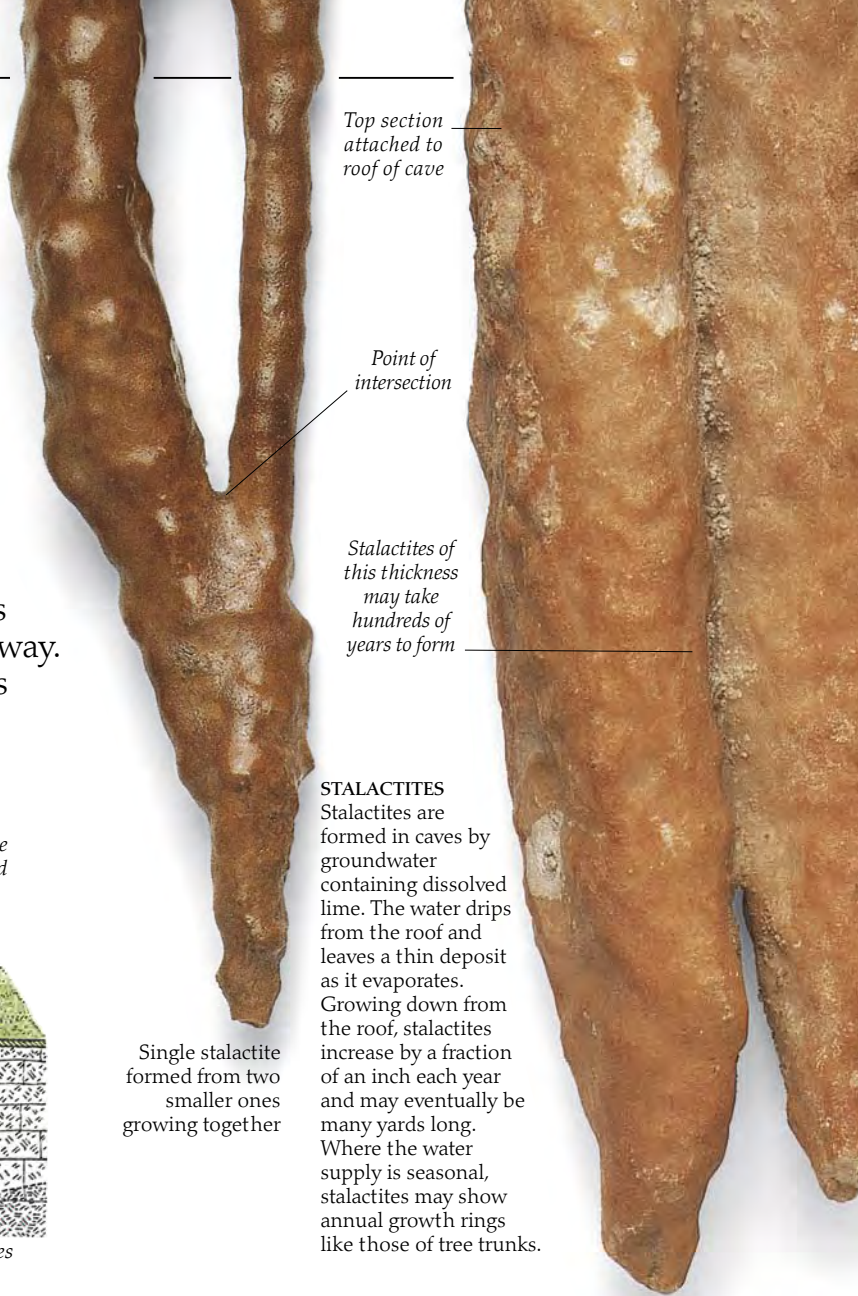 Top section
attached to
roof of cave
Point of
intersection
Stalactites of
this thickness
may take
hundreds of
years to form
s
way.
s
e
d
es
Single stalactite
formed from two
smaller ones
growing together
STALACTITES
Stalactites are
formed in caves by
groundwater
containing dissolved
lime. The water drips
from the roof and
leaves a thin deposit
as it evaporates.
Growing down from
the roof, stalactites
increase by a fraction
of an inch each year
and may eventually be
many yards long.
Where the water
supply is seasonal,
stalactites may show
annual growth rings
like those of tree trunks.